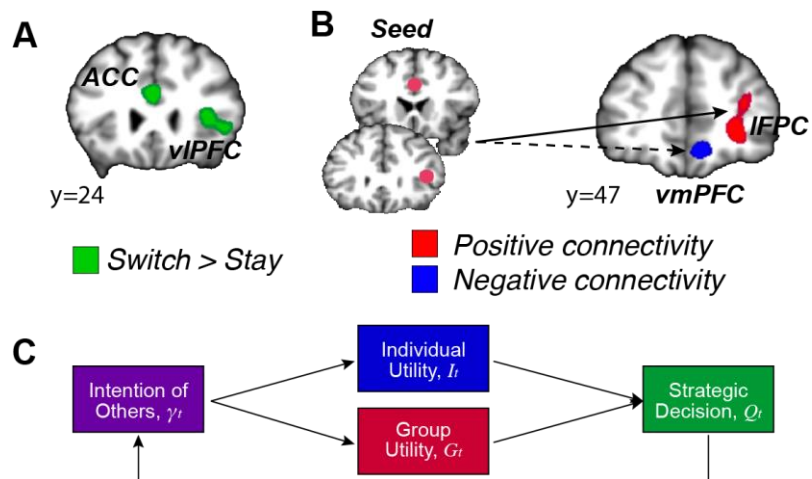 A
ACC
vlPFC
y=24
Switch > Stay
B
Seed
lFPC
vmPFC
y=47
Positive connectivity
Negative connectivity
C
Intention of
Others, γt
Individual
Utility, It
Group
Utility, Gt
Strategic
Decision, Qt